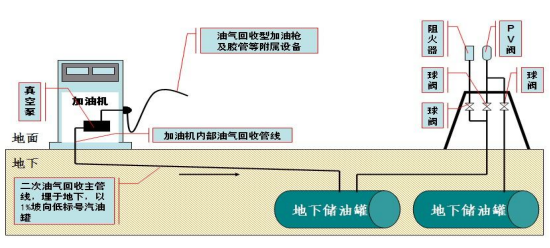 油气回收型加油枪
及胶管等附属设备
阻火器
PV阀
真空泵
加油机
球阀
球阀
球阀
地面
加油机内部油气回收管线
地下
二次油气回收主管
线，埋于地下，以
1%坡向低标号汽油
罐
地下储油罐
地下储油罐